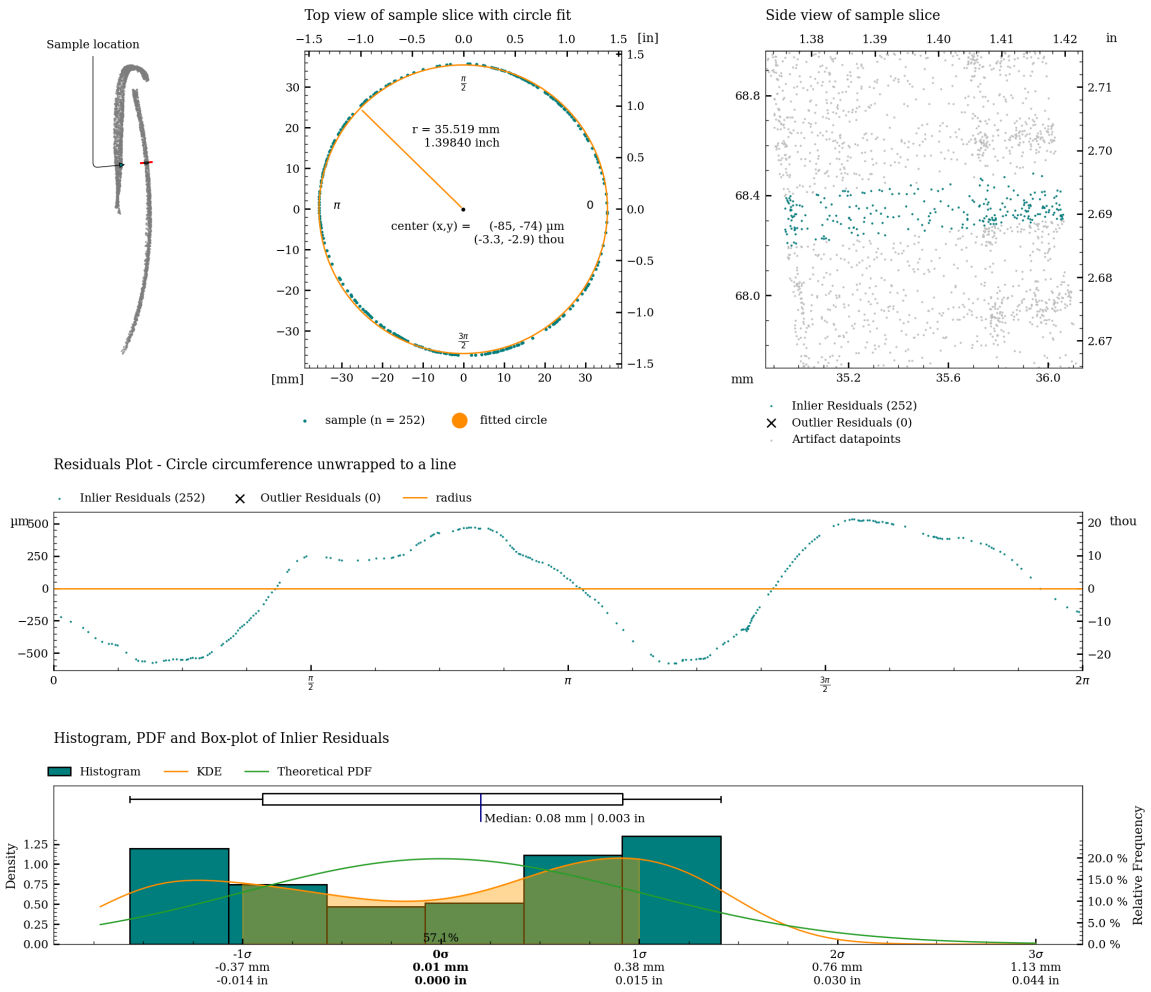 Sample location
Top view of sample slice with circle fit
−1.5 −1.0 −0.5 0.0 0.5 1.0 1.5 [in]
30
20
10
0
−10
−20
−30
1.5
1.0
0.5
0.0
−0.5
−1.0
−1.5
π/2
r = 35.519 mm
1.39840 inch
π
0
center (x,y) = (-85, -74) µm
(-3.3, -2.9) thou
3π/2
[mm] −30 −20 −10 0 10 20 30
sample (n = 252) fitted circle
Side view of sample slice
1.38 1.39 1.40 1.41 1.42 in
68.8
68.4
68.0
2.71
2.70
2.69
2.68
2.67
mm 35.2 35.6 36.0
Inlier Residuals (252)
Outlier Residuals (0)
Artifact datapoints
Residuals Plot - Circle circumference unwrapped to a line
Inlier Residuals (252) Outlier Residuals (0) radius
µm
500
250
0
−250
−500
20 thou
10
0
−10
−20
0 π/2 π 3π/2 2π
Histogram, PDF and Box-plot of Inlier Residuals
Histogram KDE Theoretical PDF
Median: 0.08 mm | 0.003 in
Density
1.25
1.00
0.75
0.50
0.25
0.00
Relative Frequency
20.0 %
15.0 %
10.0 %
5.0 %
0.0 %
57.1%
-1σ 0σ 1σ 2σ 3σ
-0.37 mm 0.01 mm 0.38 mm 0.76 mm 1.13 mm
-0.014 in 0.000 in 0.015 in 0.030 in 0.044 in